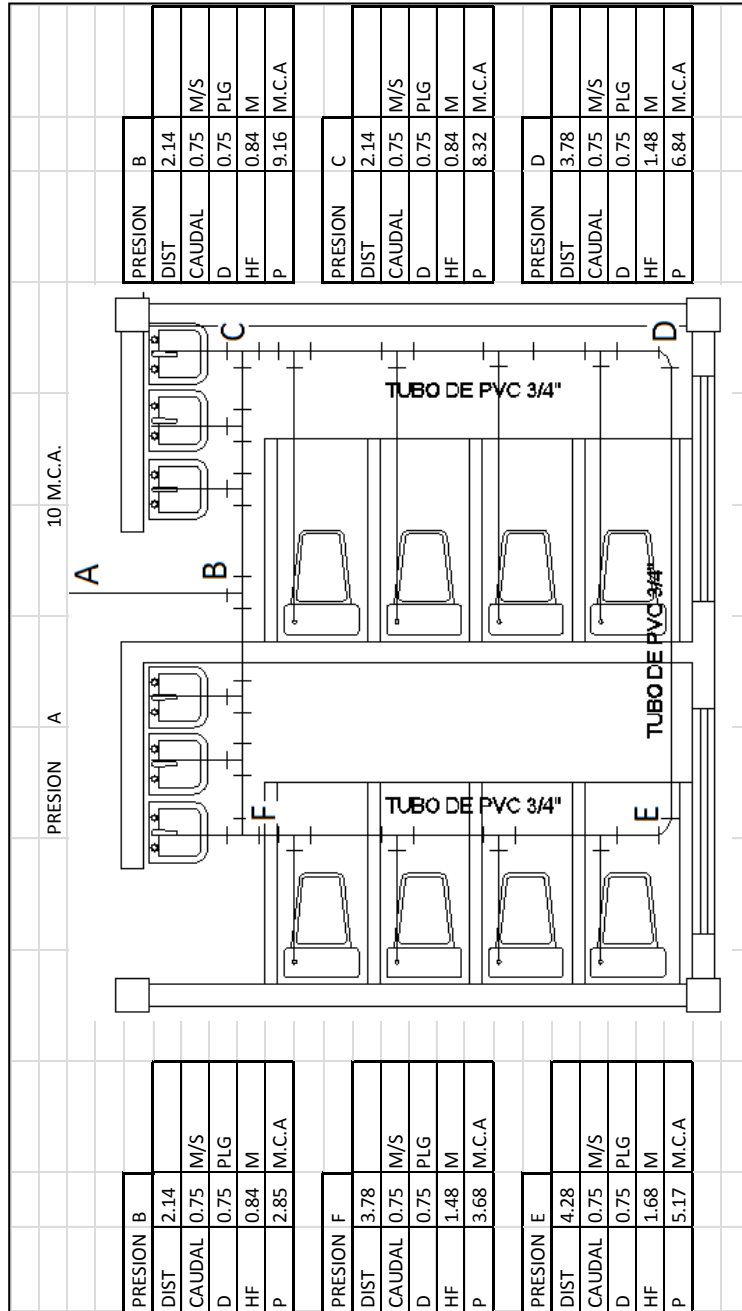 PRESION A 10 M.C.A.
PRESION B
DIST 2.14
CAUDAL 0.75 M/S
D 0.75 PLG
HF 0.84 M
P 2.85 M.C.A
PRESION F
DIST 3.78
CAUDAL 0.75 M/S
D 0.75 PLG
HF 1.48 M
P 3.68 M.C.A
PRESION E
DIST 4.28
CAUDAL 0.75 M/S
D 0.75 PLG
HF 1.68 M
P 5.17 M.C.A
A
B
C
F
TUBO DE PVC 3/4"
TUBO DE PVC 3/4"
E
TUBO DE PVC 3/4"
D
PRESION B
DIST 2.14
CAUDAL 0.75 M/S
D 0.75 PLG
HF 0.84 M
P 9.16 M.C.A
PRESION C
DIST 2.14
CAUDAL 0.75 M/S
D 0.75 PLG
HF 0.84 M
P 8.32 M.C.A
PRESION D
DIST 3.78
CAUDAL 0.75 M/S
D 0.75 PLG
HF 1.48 M
P 6.84 M.C.A